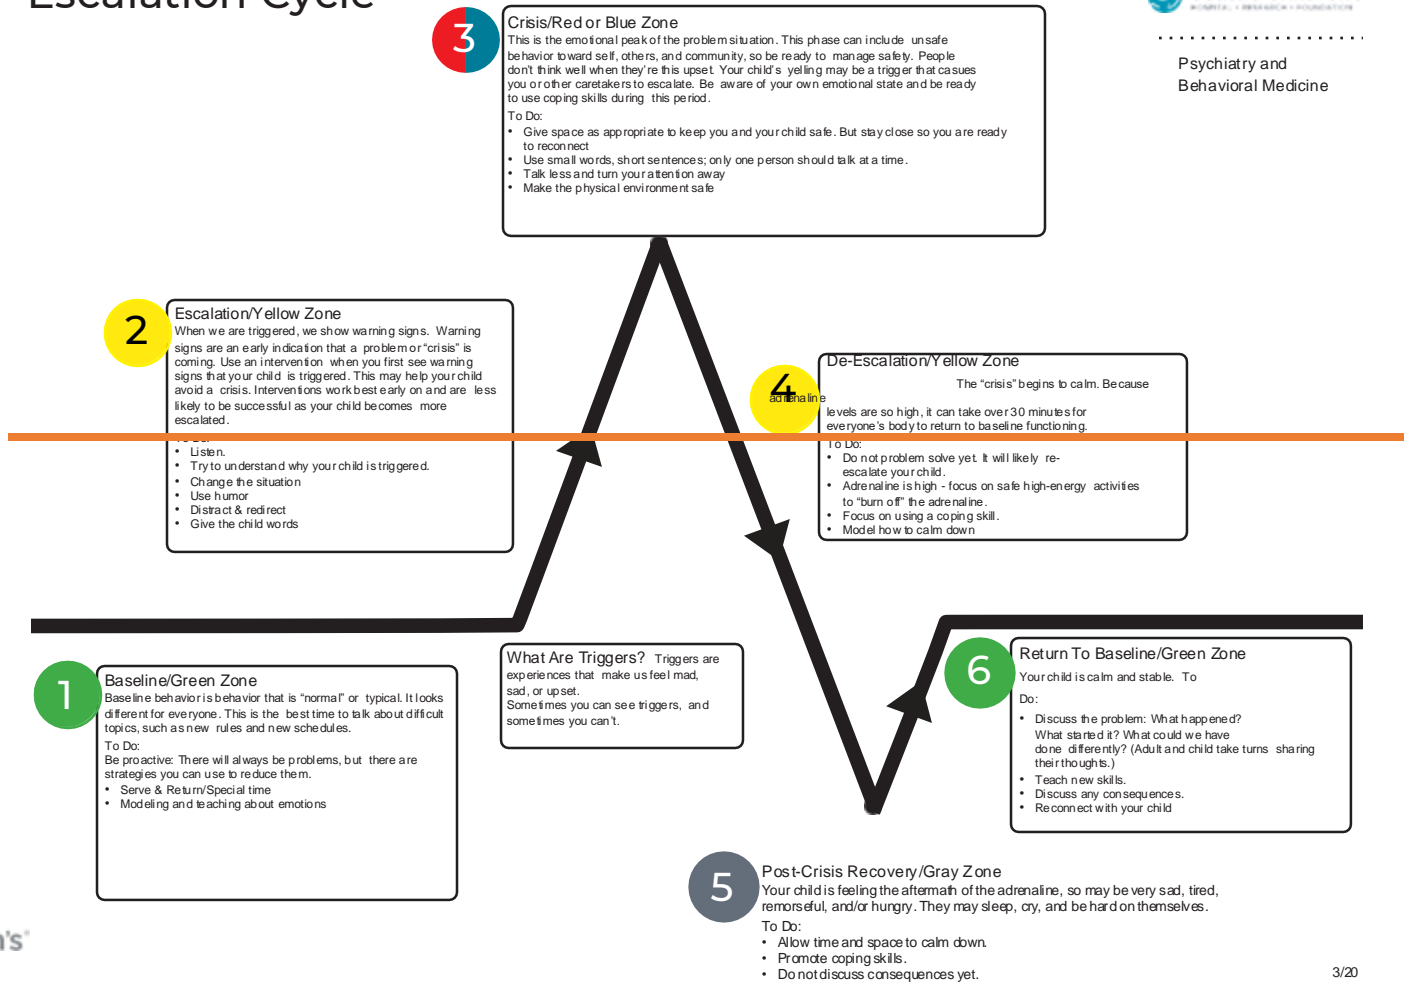 Escalation Cycle
HOSPITAL • RESEARCH • FOUNDATION
Psychiatry and
Behavioral Medicine
3
Crisis/Red or Blue Zone
This is the emotional peak of the problem situation. This phase can include unsafe
behavior toward self, others, and community, so be ready to manage safety. People
don't think well when they're this upset. Your child's yelling may be a trigger that casues
you or other caretakers to escalate. Be aware of your own emotional state and be ready
to use coping skills during this period.
To Do:
• Give space as appropriate to keep you and your child safe. But stay close so you are ready
to reconnect
• Use small words, short sentences; only one person should talk at a time.
• Talk less and turn your attention away
• Make the physical environment safe
2
Escalation/Yellow Zone
When we are triggered, we show warning signs. Warning
signs are an early indication that a problem or “crisis” is
coming. Use an intervention when you first see warning
signs that your child is triggered. This may help your child
avoid a crisis. Interventions work best early on and are less
likely to be successful as your child becomes more
escalated.
To Do:
• Listen.
• Try to understand why your child is triggered.
• Change the situation
• Use humor
• Distract & redirect
• Give the child words
4
De-Escalation/Yellow Zone
The “crisis” begins to calm. Because
adrenaline
levels are so high, it can take over 30 minutes for
everyone's body to return to baseline functioning.
To Do:
• Do not problem solve yet. It will likely re-
escalate your child.
• Adrenaline is high - focus on safe high-energy activities
to “burn off” the adrenaline.
• Focus on using a coping skill.
• Model how to calm down
1
Baseline/Green Zone
Baseline behavior is behavior that is “normal” or typical. It looks
different for everyone. This is the best time to talk about difficult
topics, such as new rules and new schedules.
To Do:
Be proactive: There will always be problems, but there are
strategies you can use to reduce them.
• Serve & Return/Special time
• Modeling and teaching about emotions
What Are Triggers? Triggers are
experiences that make us feel mad,
sad, or upset.
Sometimes you can see triggers, and
sometimes you can't.
6
Return To Baseline/Green Zone
Your child is calm and stable. To
Do:
• Discuss the problem: What happened?
What started it? What could we have
done differently? (Adult and child take turns sharing
their thoughts.)
• Teach new skills.
• Discuss any consequences.
• Reconnect with your child
5
Post-Crisis Recovery/Gray Zone
Your child is feeling the aftermath of the adrenaline, so may be very sad, tired,
remorseful, and/or hungry. They may sleep, cry, and be hard on themselves.
To Do:
• Allow time and space to calm down.
• Promote coping skills.
• Do not discuss consequences yet.
n's
3/20